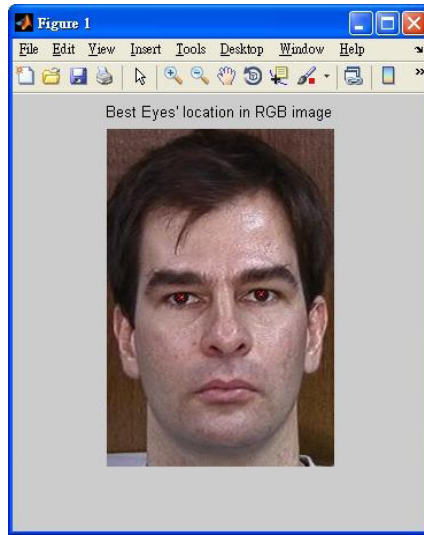 Figure 1
File Edit View Insert Tools Desktop Window Help
Best Eyes' location in RGB image